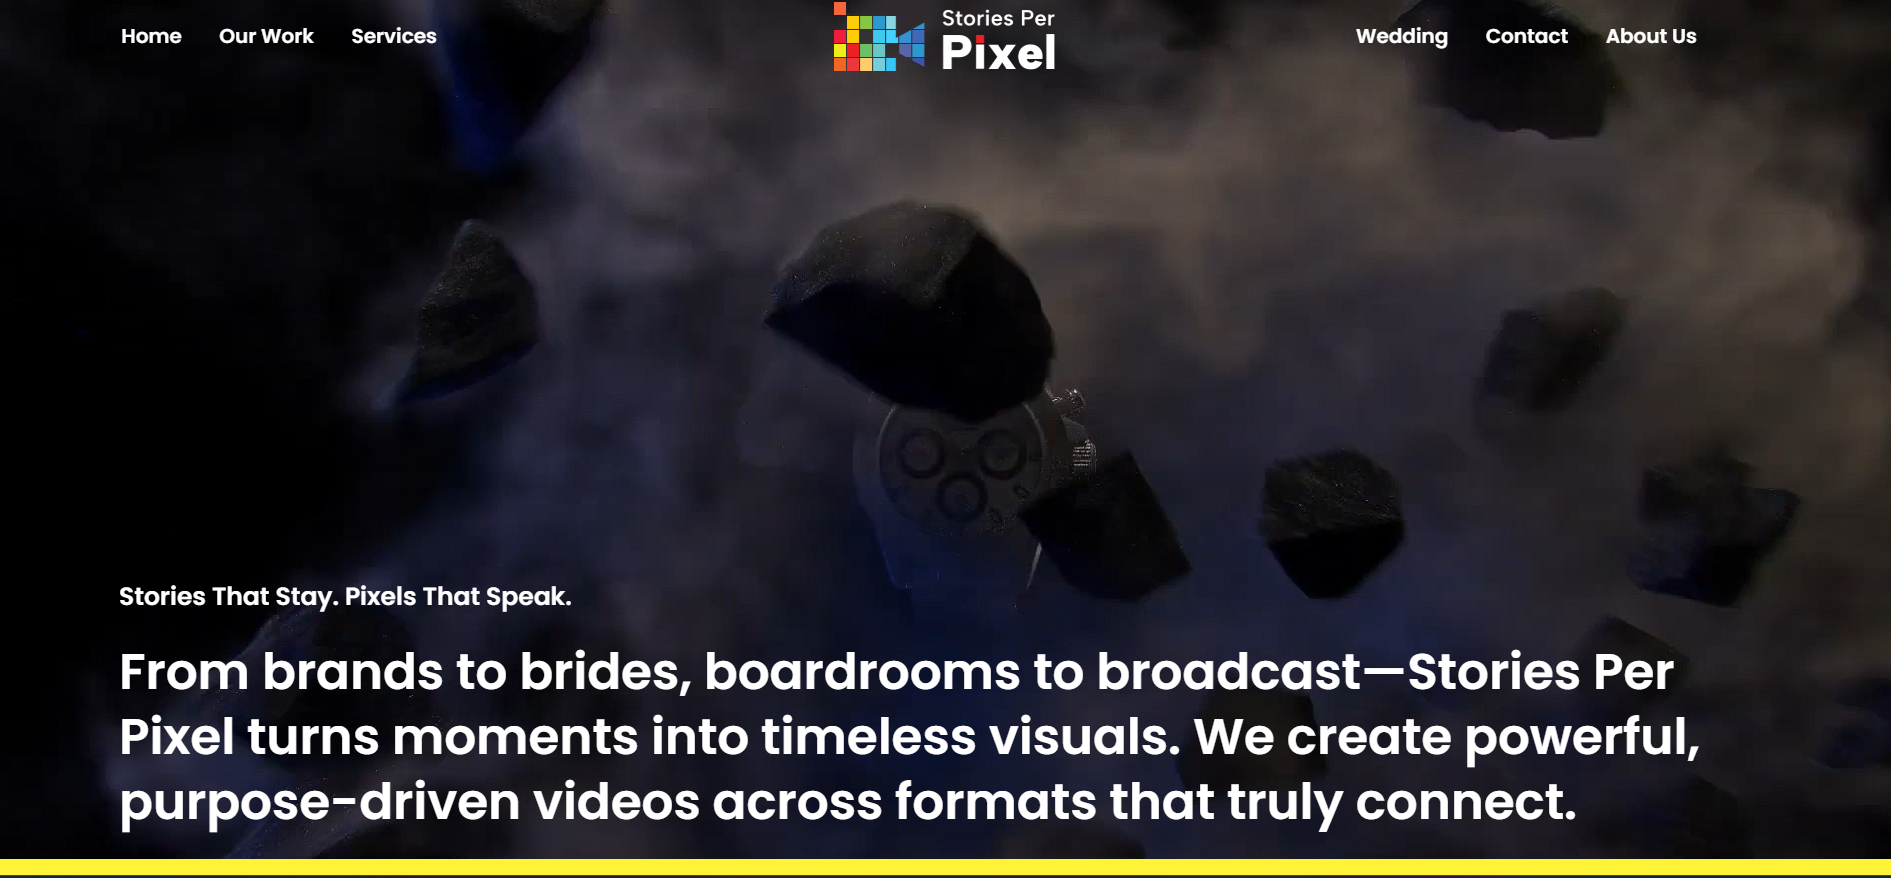 Home
Our Work
Services
Stories Per
Pixel
Wedding
Contact
About Us
Stories That Stay. Pixels That Speak.
From brands to brides, boardrooms to broadcast—Stories Per
Pixel turns moments into timeless visuals. We create powerful,
purpose-driven videos across formats that truly connect.